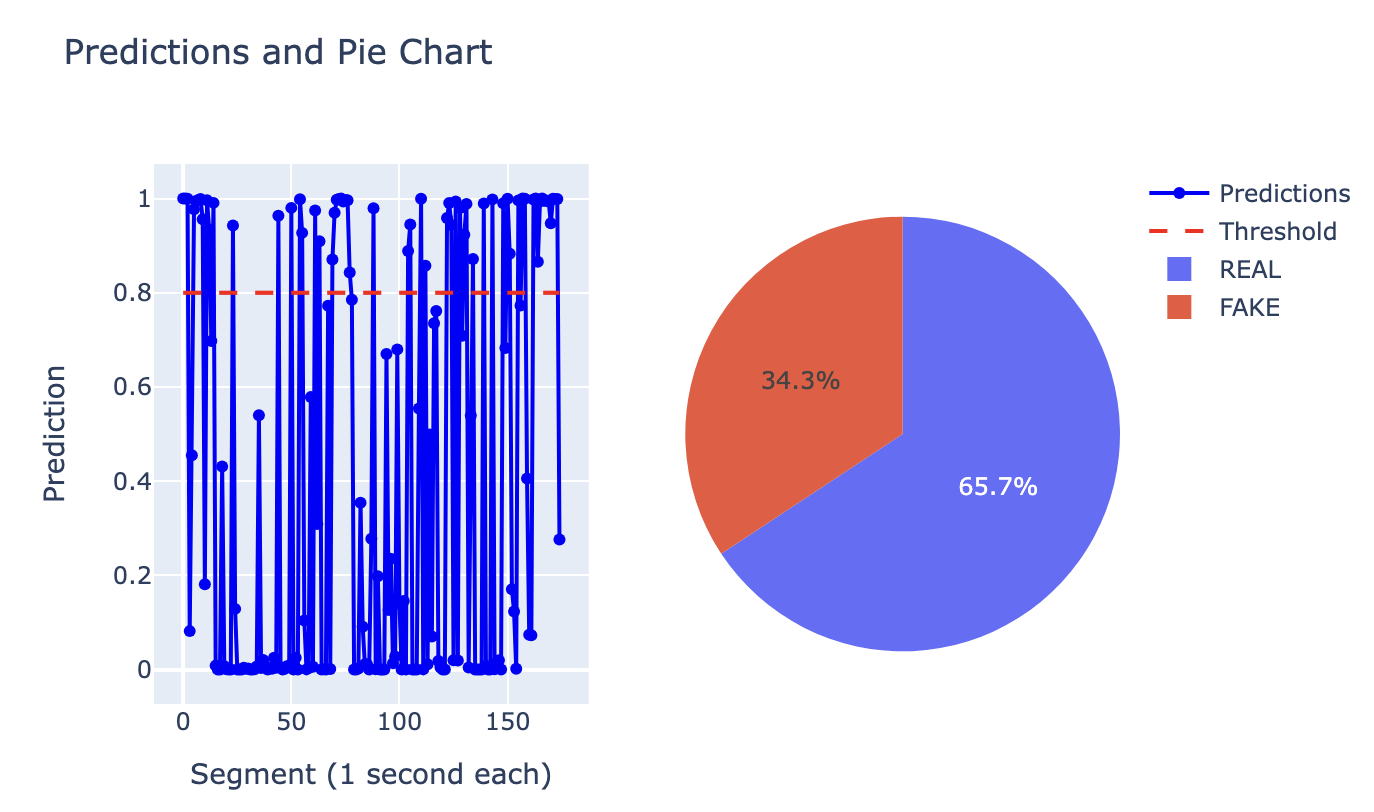 Predictions and Pie Chart
1
0.8
0.6
0.4
0.2
0
0 50 100 150
Prediction
Segment (1 second each)
34.3%
65.7%
Predictions
Threshold
REAL
FAKE